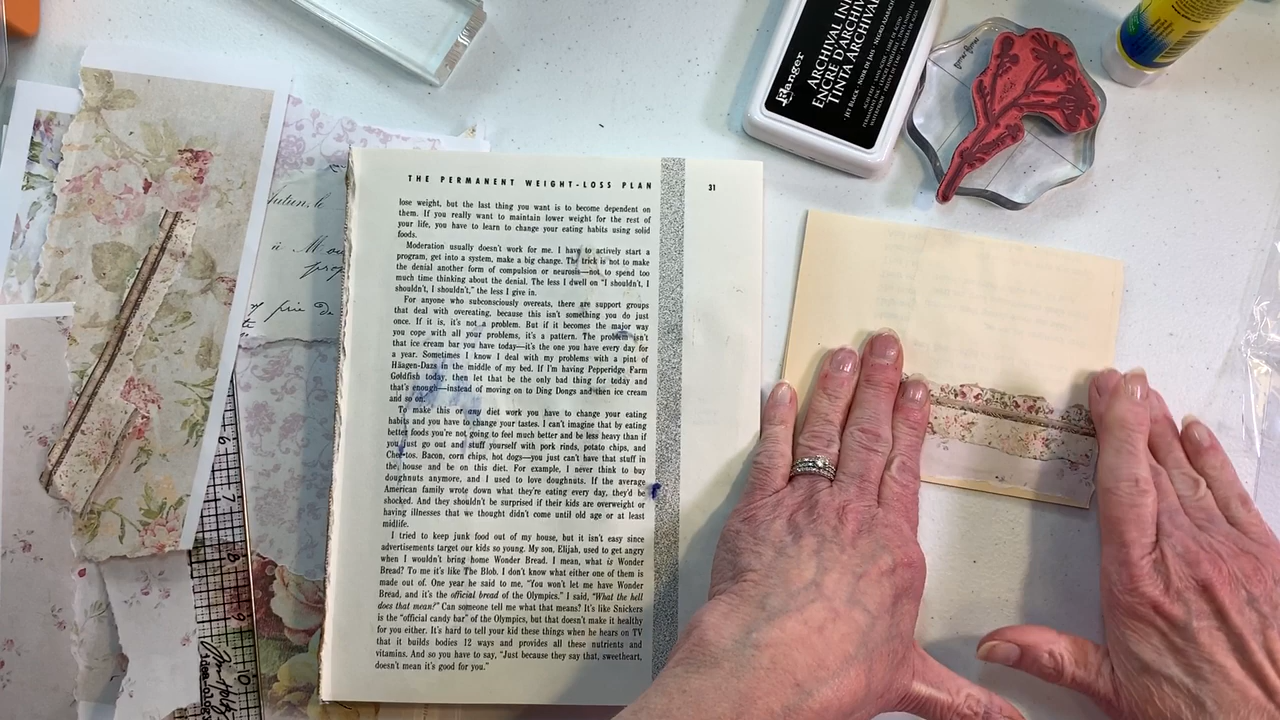 THE PERMANENT WEIGHT-LOSS PLAN 31
lose weight, but the last thing you want is to become dependent on
them. If you really want to maintain lower weight for the rest of
your life, you have to learn to change your eating habits using solid
foods.
Moderation usually doesn't work for me. I have to actively start a
program, get into a system, make a big change. The trick is not to make
the denial another form of compulsion or neurosis—not to spend too
much time thinking about the denial. The less I dwell on "I shouldn't, I
shouldn't, I shouldn't," the less I give in.
For anyone who subconsciously overeats, there are support groups
that deal with overeating, because this isn't something you do just
once. If it is, it's not a problem. But if it becomes the major way
you cope with all your problems, it's a pattern. The problem isn't
that ice cream bar you have today—it's the one you have every day for
a year. Sometimes I know I deal with my problems with a pint of
Häagen-Dazs in the middle of my bed. If I'm having Pepperidge Farm
Goldfish today, then let that be the only bad thing for today and
that's enough—instead of moving on to Ding Dongs and then ice cream
and so on.
To make this or any diet work you have to change your eating
habits and you have to change your tastes. I can't imagine that by eating
better foods you're not going to feel much better and be less heavy than if
you just go out and stuff yourself with pork rinds, potato chips, and
Cheetos. Bacon, corn chips, hot dogs—you just can't have that stuff in
the house and be on this diet. For example, I never think to buy
doughnuts anymore, and I used to love doughnuts. If the average
American family wrote down what they're eating every day, they'd be
shocked. And they shouldn't be surprised if their kids are overweight or
having illnesses that we thought didn't come until old age or at least
midlife.
I tried to keep junk food out of my house, but it isn't easy since
advertisements target our kids so young. My son, Elijah, used to get angry
when I wouldn't bring home Wonder Bread. I mean, what is Wonder
Bread? To me it's like The Blob. I don't know what either one of them is
made out of. One year he said to me, "You won't let me have Wonder
Bread, and it's the official bread of the Olympics." I said, "What the hell
does that mean?" Can someone tell me what that means? It's like Snickers
is the "official candy bar" of the Olympics, but that doesn't make it healthy
for you either. It's hard to tell your kid these things when he hears on TV
that it builds bodies 12 ways and provides all these nutrients and
vitamins. And so you have to say, "Just because they say that, sweetheart,
doesn't mean it's good for you."
Ranger
ARCHIVAL INK
ENCRE D'ARCHIV
TINTA ARCHIVAL
JET BLACK · NOIR DE JAIS · NEGRO AZABACHE
6
7
8
9
10